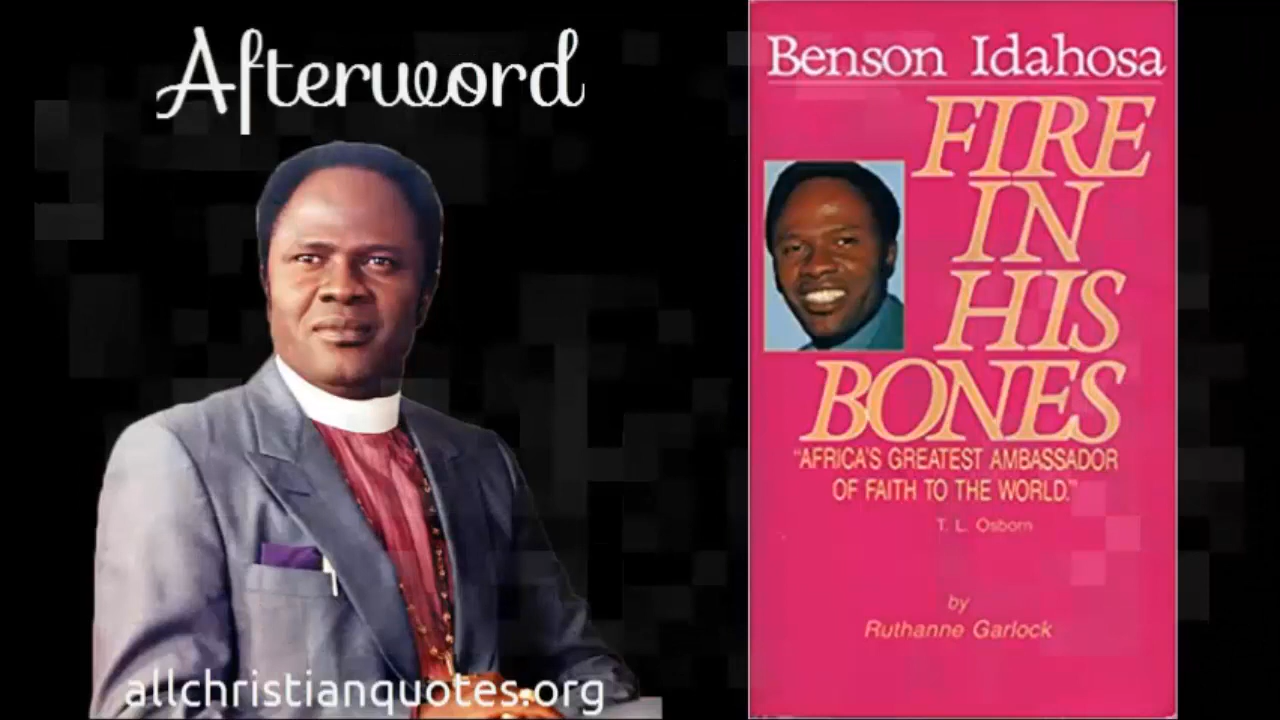 Afterword
allchristianquotes.org
Benson Idahosa
FIRE
IN
HIS
BONES
"AFRICA'S GREATEST AMBASSADOR
OF FAITH TO THE WORLD."
T. L. Osborn
by
Ruthanne Garlock